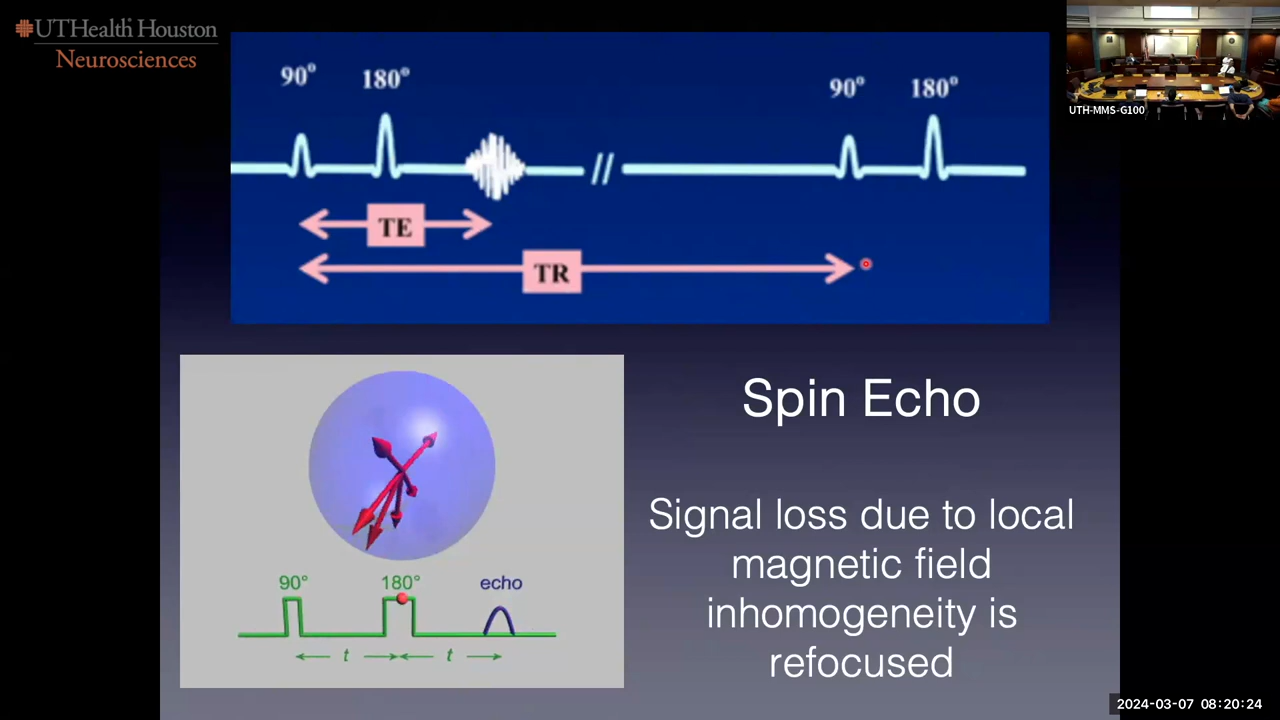 UTHealth Houston
Neurosciences
UTH-MMS-G100
90° 180° 90° 180°
//
TE
TR
Spin Echo
Signal loss due to local
magnetic field
inhomogeneity is
refocused
90° 180° echo
t t
2024-03-07 08:20:24